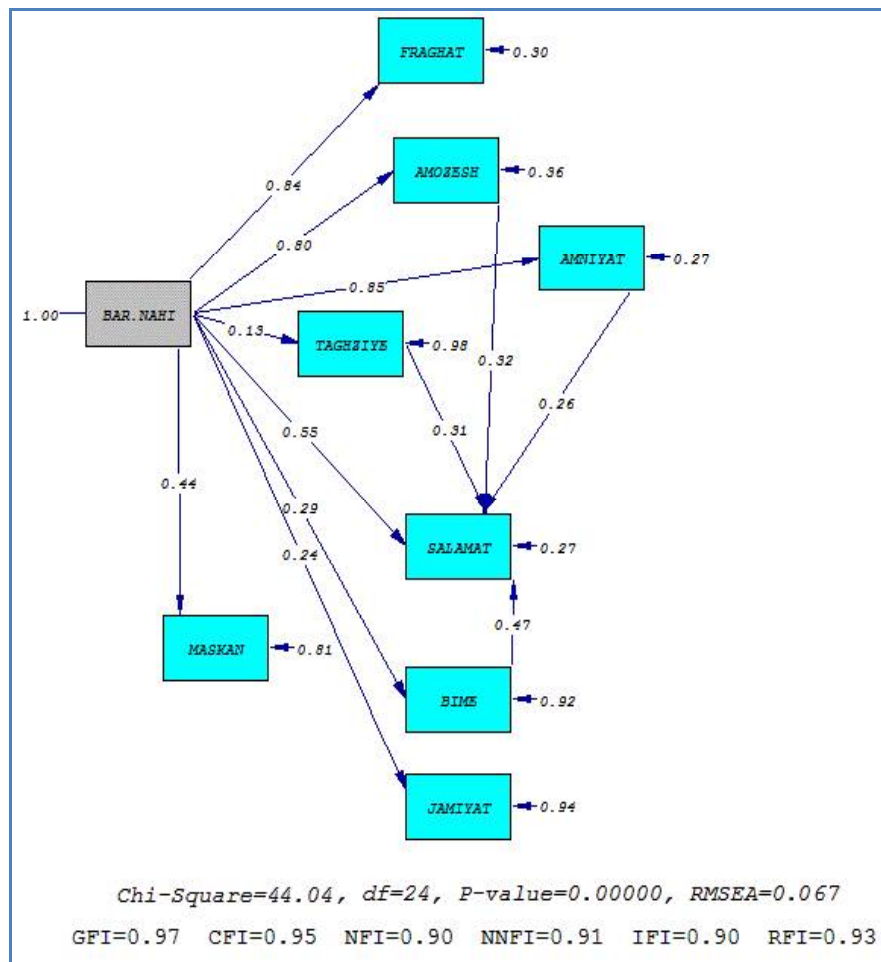 FRAGHAT
0.30
0.84
AMOZESH
0.36
0.80
AMNIYAT
0.27
0.85
1.00
BAR.NAHI
0.13
TAGHZIYE
0.98
0.32
0.26
0.31
0.55
0.44
0.29
0.24
SALAMAT
0.27
0.47
MASKAN
0.81
BIME
0.92
JAMIYAT
0.94
Chi-Square=44.04, df=24, P-value=0.00000, RMSEA=0.067
GFI=0.97 CFI=0.95 NFI=0.90 NNFI=0.91 IFI=0.90 RFI=0.93